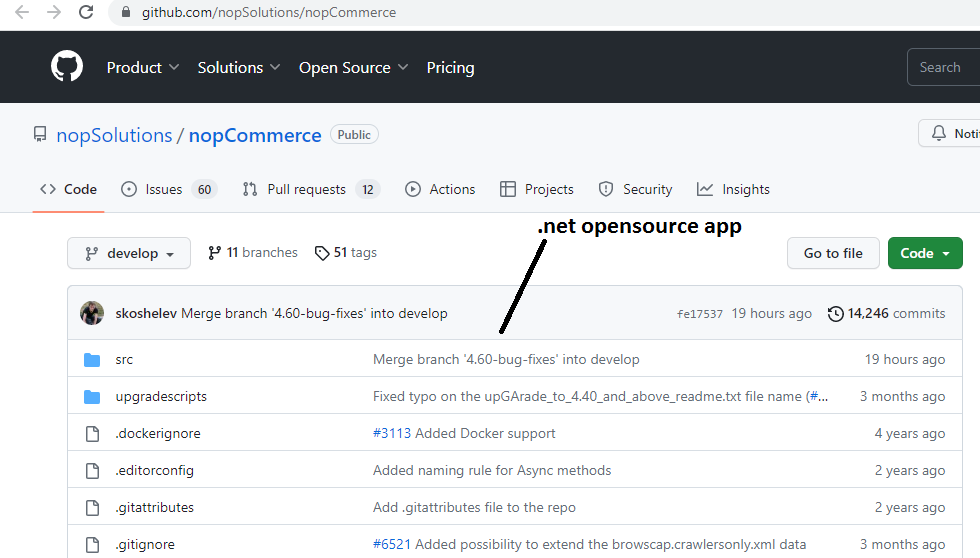 github.com/nopSolutions/nopCommerce
Product Solutions Open Source Pricing Search
nopSolutions / nopCommerce Public
Code Issues 60 Pull requests 12 Actions Projects Security Insights
.net opensource app
develop 11 branches 51 tags Go to file Code
skoshelev Merge branch '4.60-bug-fixes' into develop fe17537 19 hours ago 14,246 commits
src Merge branch '4.60-bug-fixes' into develop 19 hours ago
upgradescripts Fixed typo on the upGArade_to_4.40_and_above_readme.txt file name (#... 3 months ago
.dockerignore #3113 Added Docker support 4 years ago
.editorconfig Added naming rule for Async methods 2 years ago
.gitattributes Add .gitattributes file to the repo 2 years ago
.gitignore #6521 Added possibility to extend the browscap.crawlersonly.xml data 3 months ago